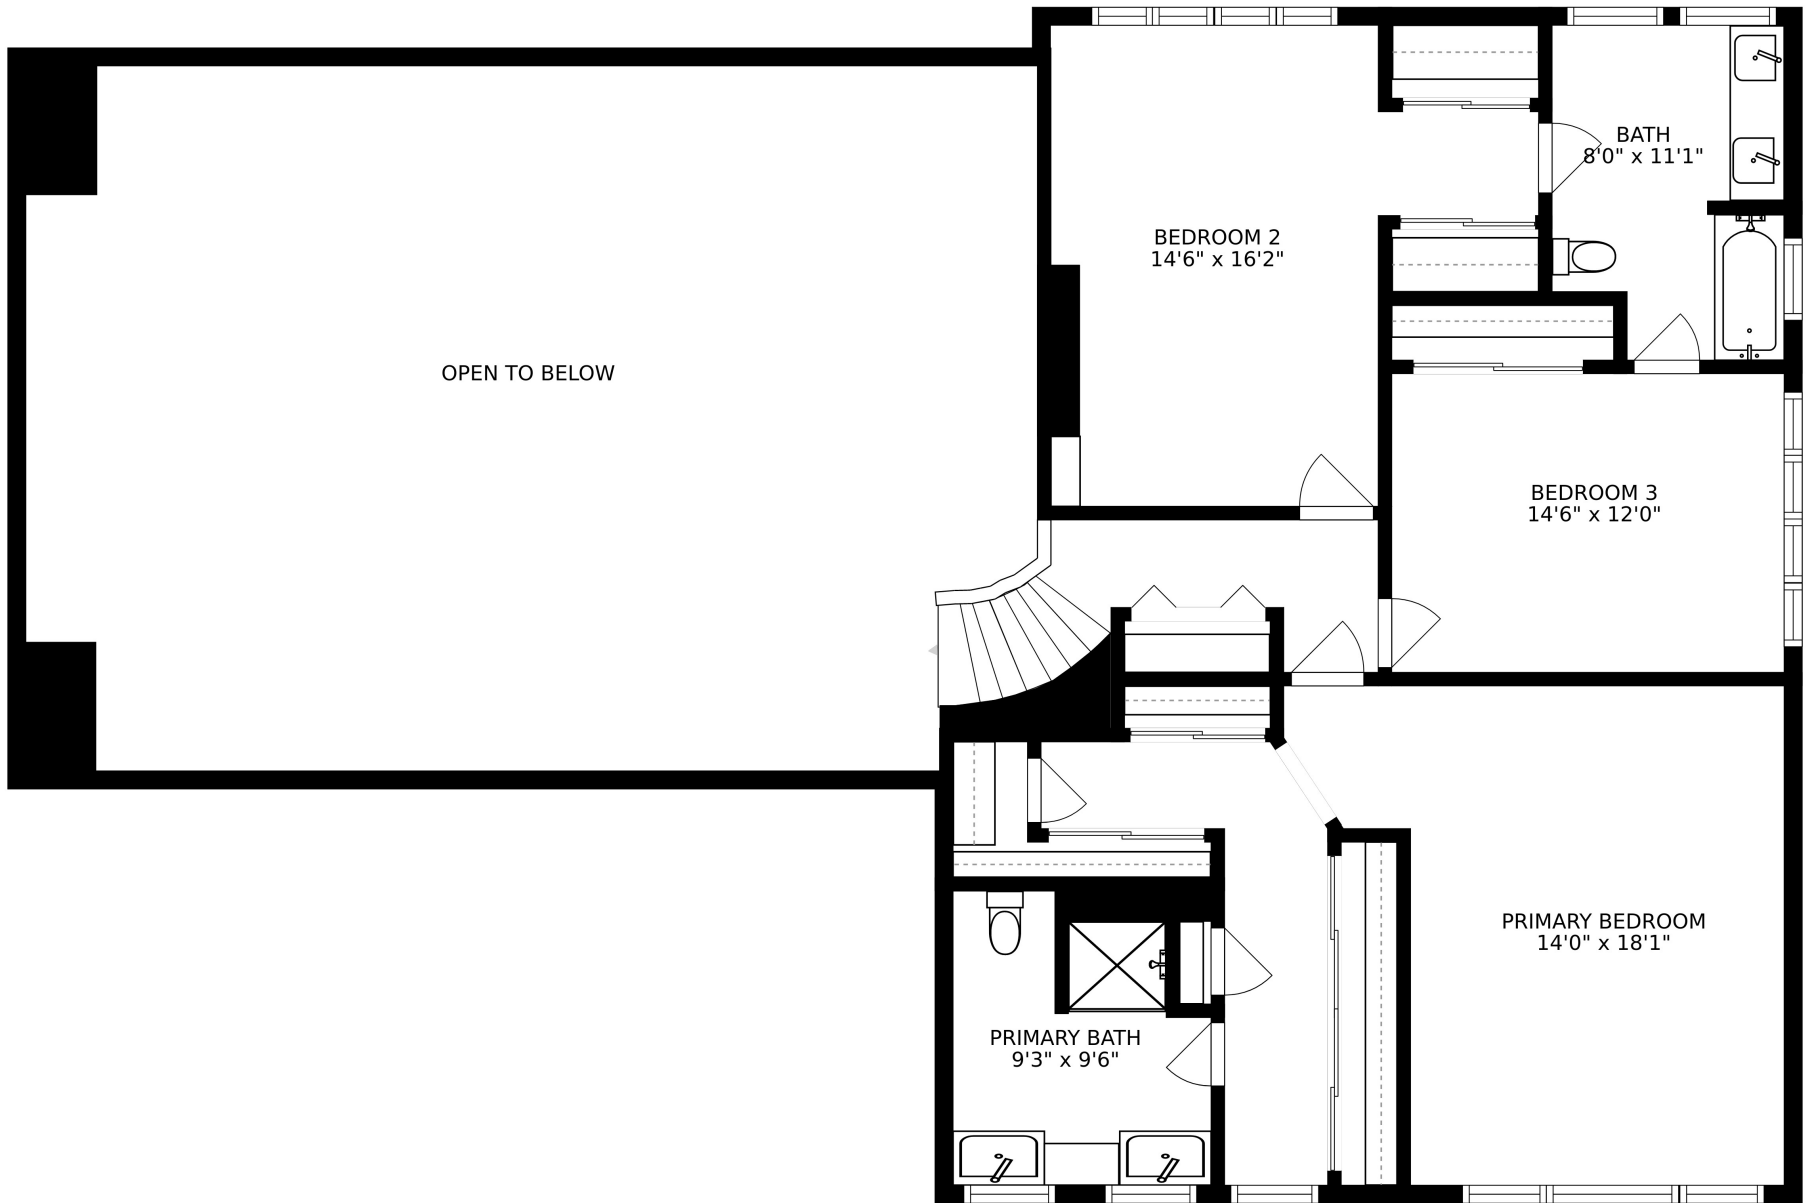 BATH
8'0" x 11'1"
BEDROOM 2
14'6" x 16'2"
OPEN TO BELOW
BEDROOM 3
14'6" x 12'0"
PRIMARY BEDROOM
14'0" x 18'1"
PRIMARY BATH
9'3" x 9'6"